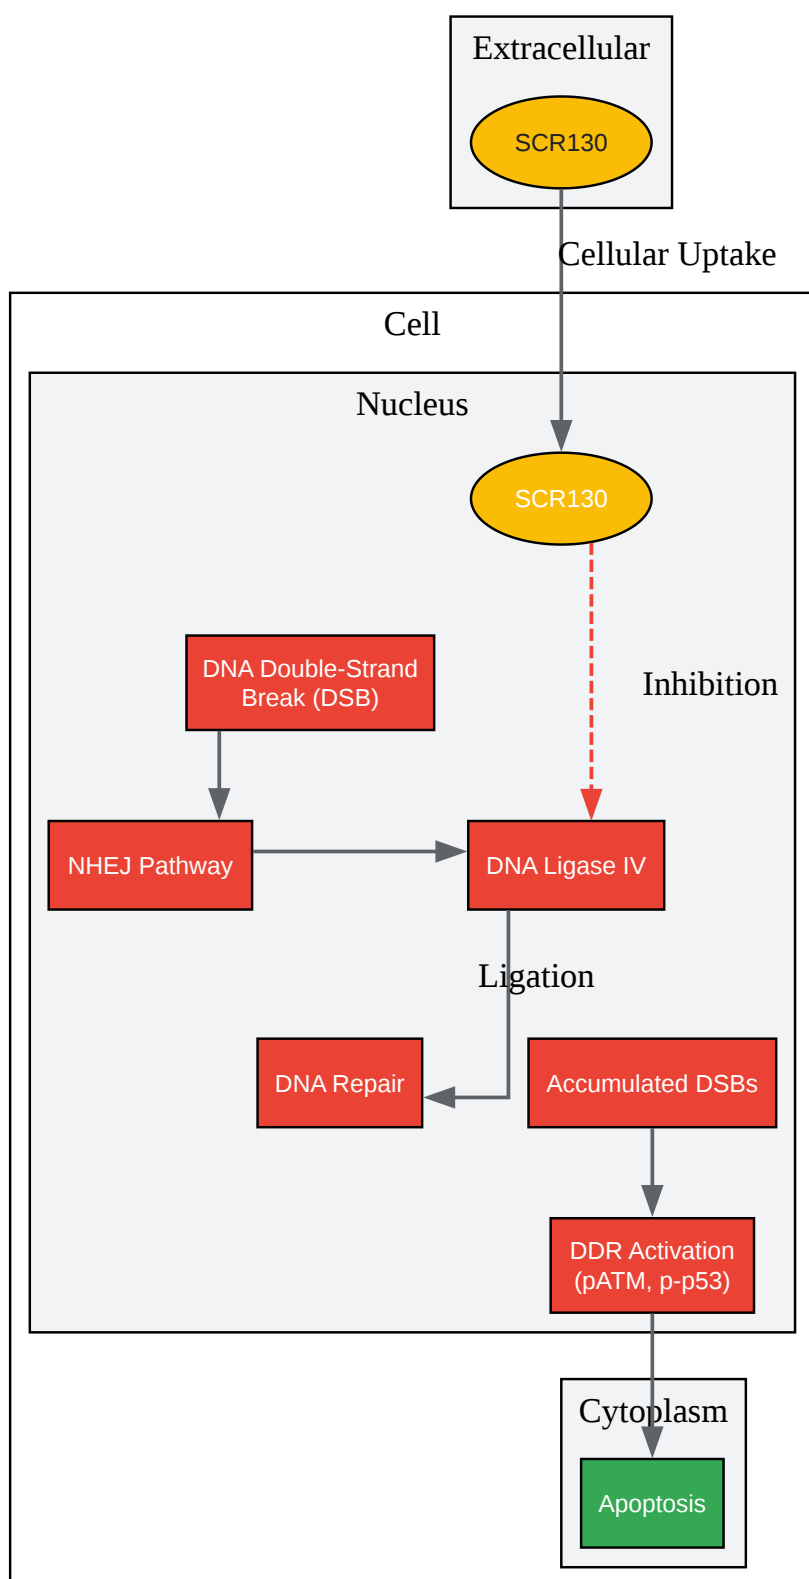 Extracellular
SCR130
Cellular Uptake
Cell
Nucleus
SCR130
DNA Double-Strand
Break (DSB)
Inhibition
NHEJ Pathway
DNA Ligase IV
Ligation
DNA Repair
Accumulated DSBs
DDR Activation
(pATM, p-p53)
Cytoplasm
Apoptosis